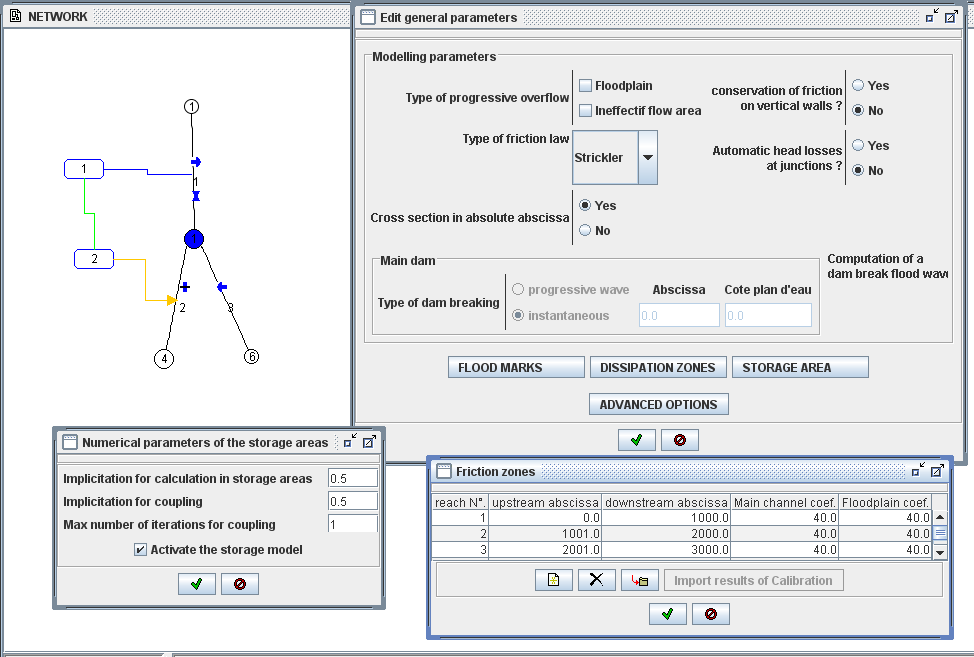 NETWORK
1
1
1
1
2
2
3
4
6
Edit general parameters
Modelling parameters
Type of progressive overflow
Floodplain
Ineffectif flow area
conservation of friction
on vertical walls ?
Yes
No
Type of friction law
Strickler
Automatic head losses
at junctions ?
Yes
No
Cross section in absolute abscissa
Yes
No
Main dam
Type of dam breaking
progressive wave
instantaneous
Abscissa
Cote plan d'eau
0.0
0.0
Computation of a
dam break flood wave
FLOOD MARKS
DISSIPATION ZONES
STORAGE AREA
ADVANCED OPTIONS
Numerical parameters of the storage areas
Implicitation for calculation in storage areas 0.5
Implicitation for coupling 0.5
Max number of iterations for coupling 1
Activate the storage model
Friction zones
reach N°. upstream abscissa downstream abscissa Main channel coef. Floodplain coef.
1 0.0 1000.0 40.0 40.0
2 1001.0 2000.0 40.0 40.0
3 2001.0 3000.0 40.0 40.0
Import results of Calibration